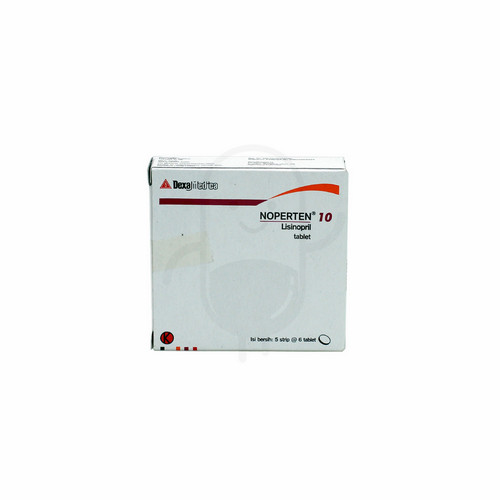 Dexa Medica
NOPERTEN® 10
Lisinopril
tablet
K
Isi bersih: 5 strip @ 6 tablet